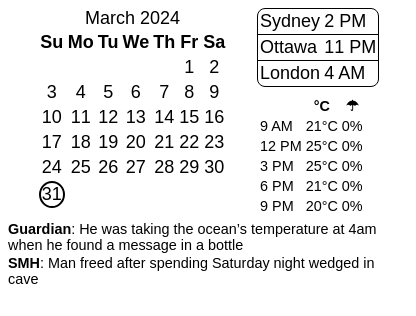 March 2024
Su Mo Tu We Th Fr Sa
1 2
3 4 5 6 7 8 9
10 11 12 13 14 15 16
17 18 19 20 21 22 23
24 25 26 27 28 29 30
31
Sydney 2 PM
Ottawa 11 PM
London 4 AM
°C ☂
9 AM 21°C 0%
12 PM 25°C 0%
3 PM 25°C 0%
6 PM 21°C 0%
9 PM 20°C 0%
Guardian: He was taking the ocean’s temperature at 4am
when he found a message in a bottle
SMH: Man freed after spending Saturday night wedged in
cave